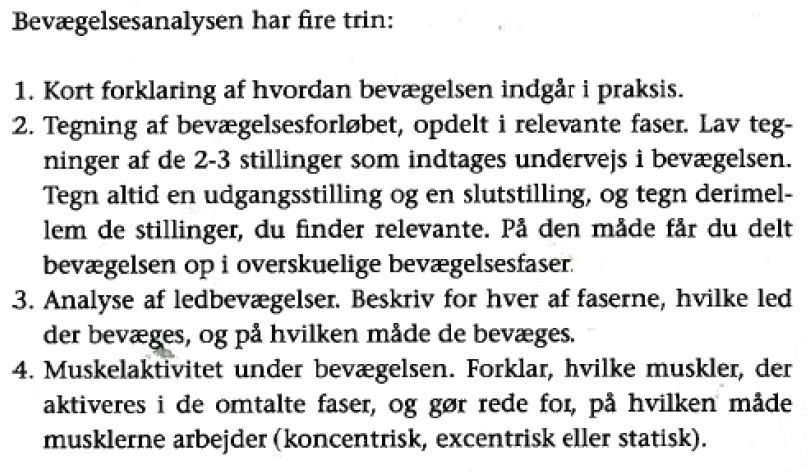 Bevægelsesanalysen har fire trin:
1. Kort forklaring af hvordan bevægelsen indgår i praksis.
2. Tegning af bevægelsesforløbet, opdelt i relevante faser. Lav teg-
ninger af de 2-3 stillinger som indtages undervejs i bevægelsen.
Tegn altid en udgangsstilling og en slutstilling, og tegn derimel-
lem de stillinger, du finder relevante. På den måde får du delt
bevægelsen op i overskuelige bevægelsesfaser.
3. Analyse af ledbevægelser. Beskriv for hver af faserne, hvilke led
der bevæges, og på hvilken måde de bevæges.
4. Muskelaktivitet under bevægelsen. Forklar, hvilke muskler, der
aktiveres i de omtalte faser, og gør rede for, på hvilken måde
musklerne arbejder (koncentrisk, excentrisk eller statisk).